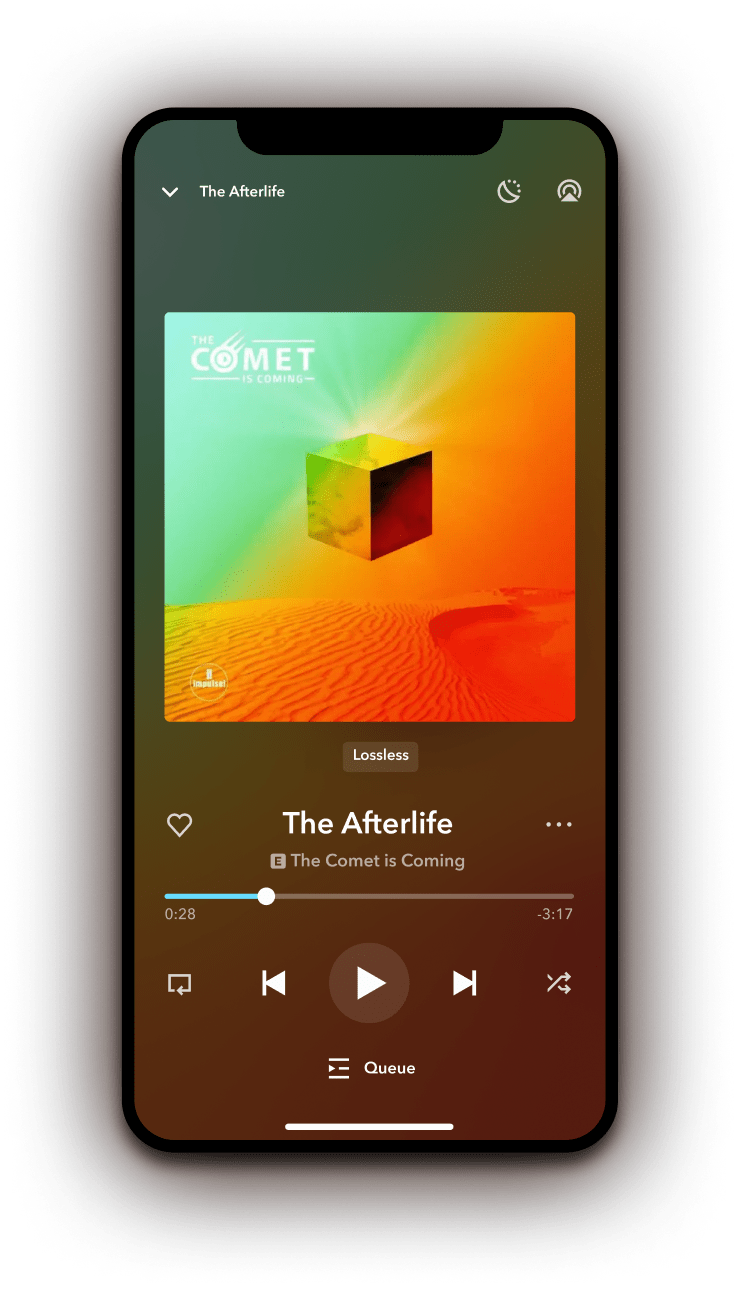 The Afterlife
THE
COMET
IS COMING
impulse!
Lossless
The Afterlife
E The Comet is Coming
0:28
-3:17
Queue